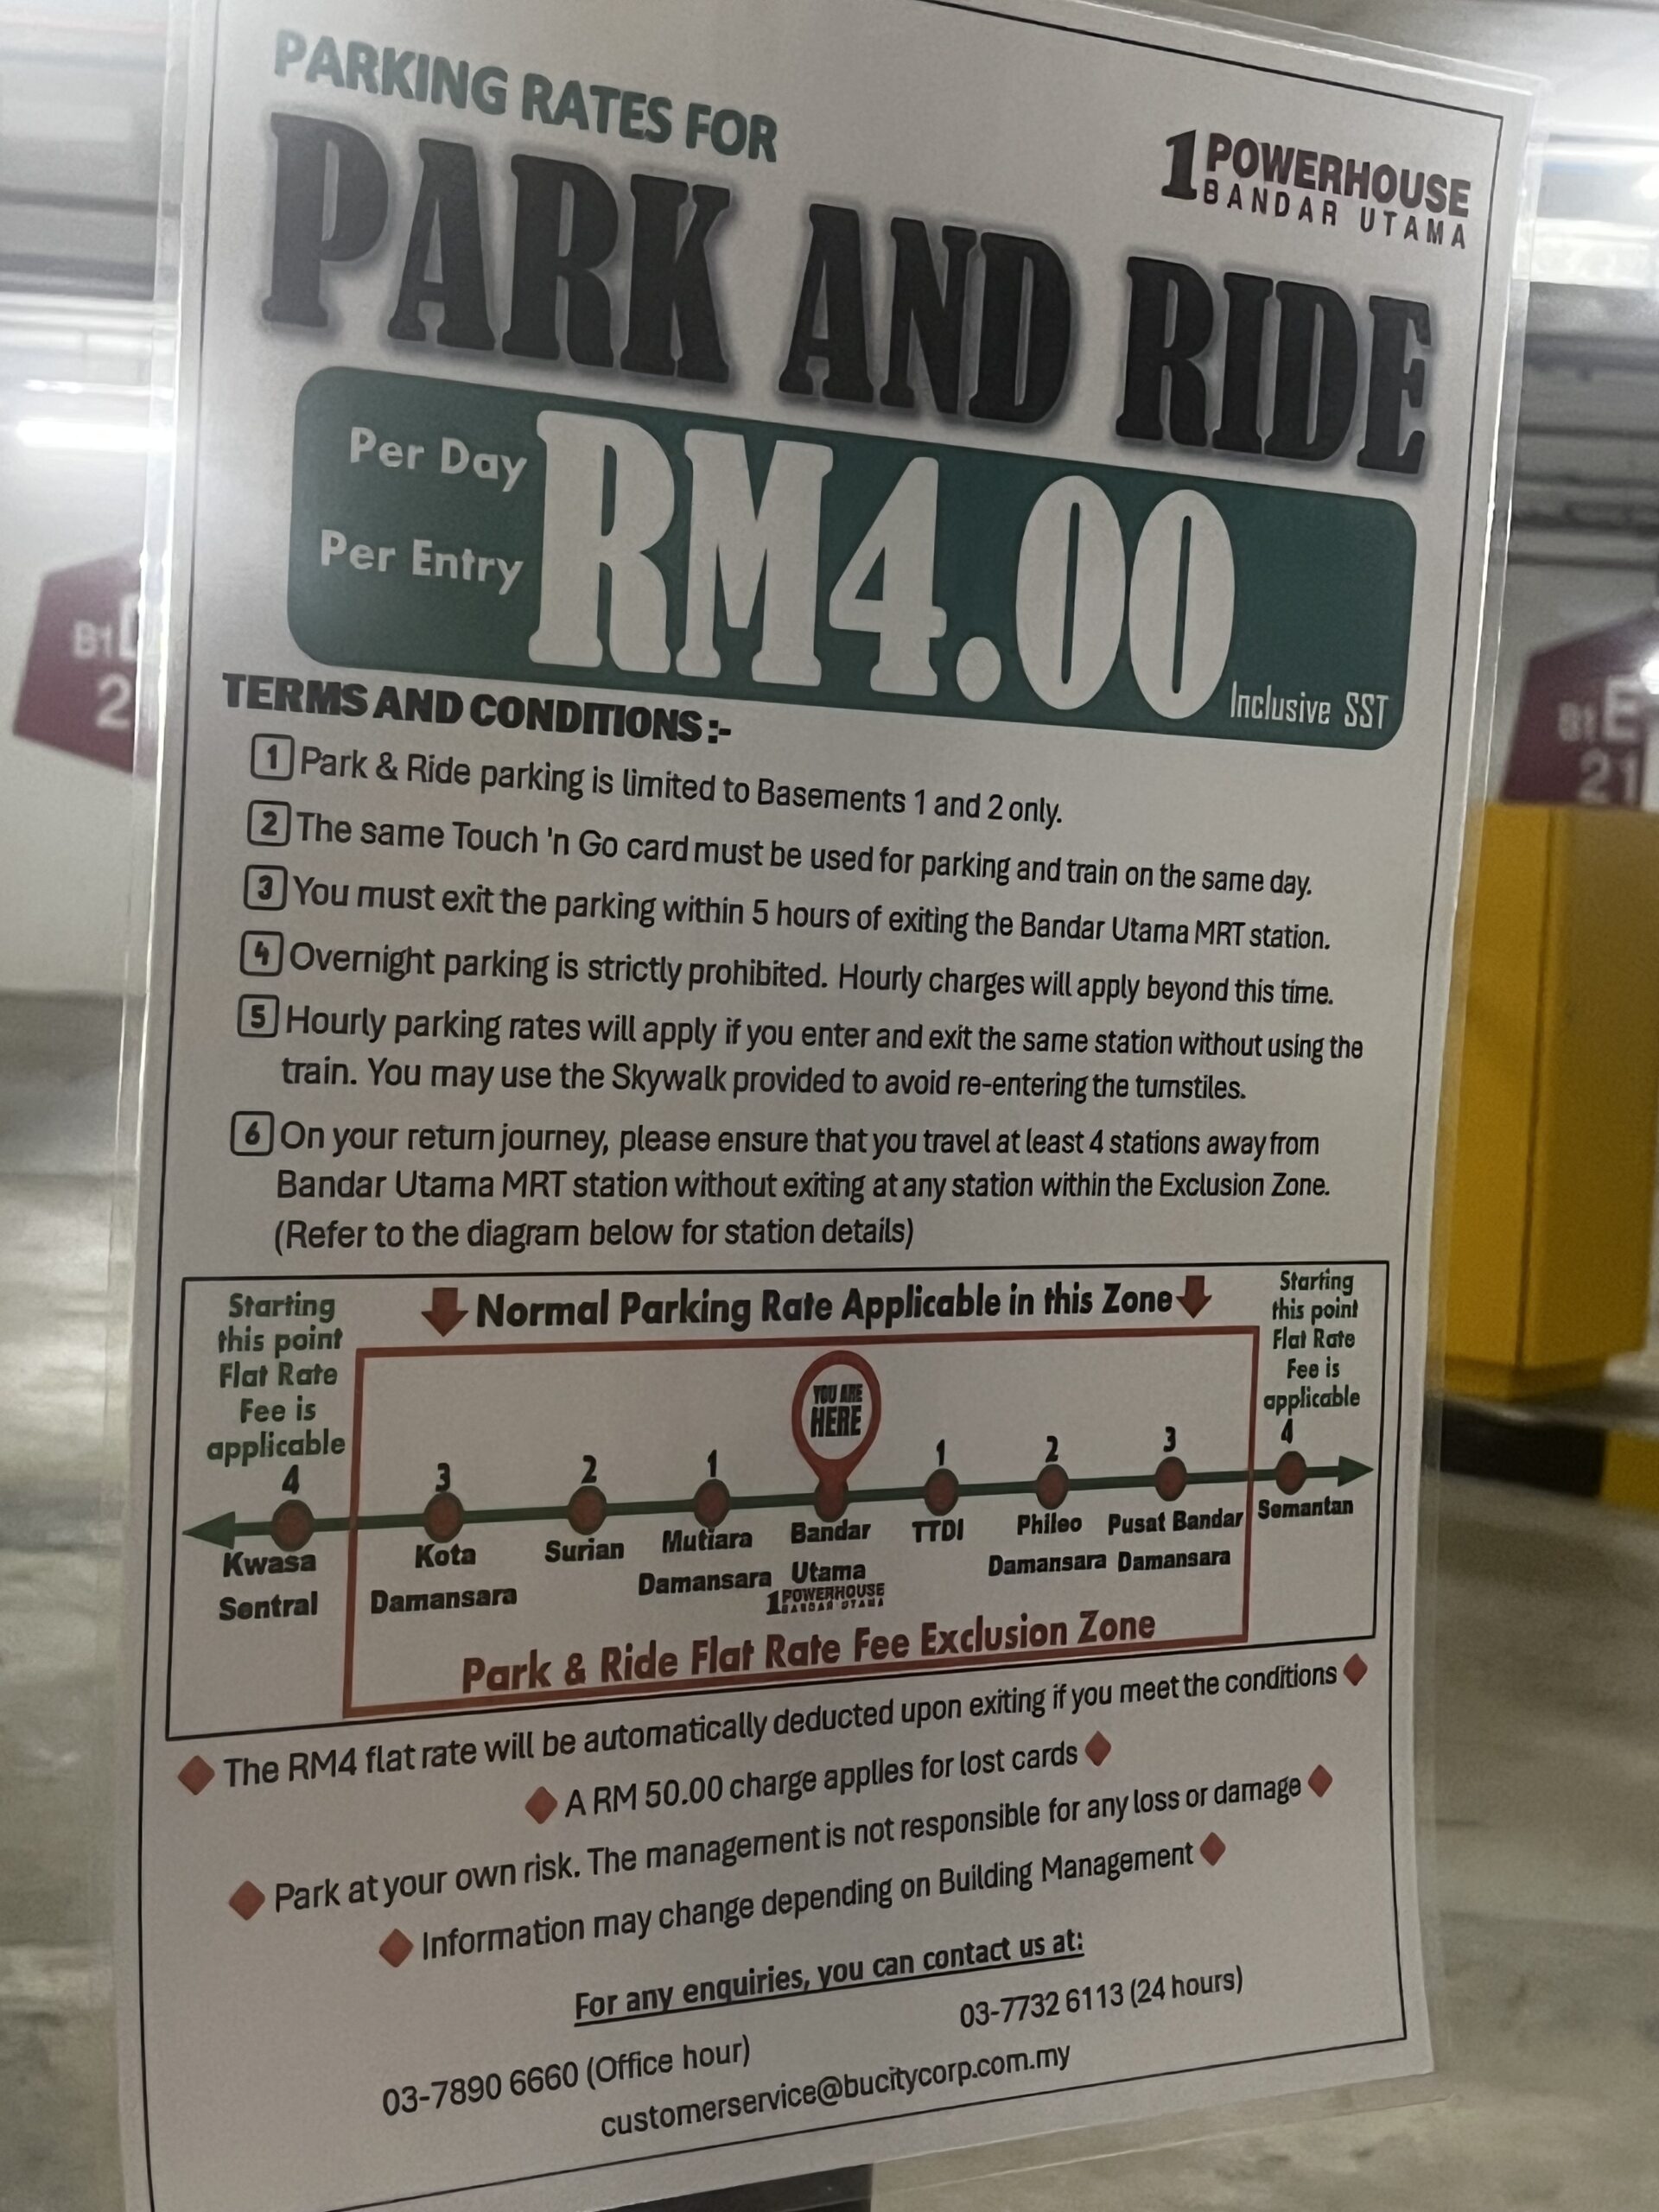 PARKING RATES FOR
1 POWERHOUSE
BANDAR UTAMA
PARK AND RIDE
Per Day
Per Entry
RM4.00
Inclusive SST
TERMS AND CONDITIONS :-
1 Park & Ride parking is limited to Basements 1 and 2 only.
2 The same Touch 'n Go card must be used for parking and train on the same day.
3 You must exit the parking within 5 hours of exiting the Bandar Utama MRT station.
4 Overnight parking is strictly prohibited. Hourly charges will apply beyond this time.
5 Hourly parking rates will apply if you enter and exit the same station without using the
train. You may use the Skywalk provided to avoid re-entering the turnstiles.
6 On your return journey, please ensure that you travel at least 4 stations away from
Bandar Utama MRT station without exiting at any station within the Exclusion Zone.
(Refer to the diagram below for station details)
Normal Parking Rate Applicable in this Zone
Starting
this point
Flat Rate
Fee is
applicable
Starting
this point
Flat Rate
Fee is
applicable
YOU ARE
HERE
4
3
2
1
1
2
3
4
Kwasa
Sentral
Kota
Damansara
Surian
Mutiara
Damansara
Bandar
Utama
1 POWERHOUSE
BANDAR UTAMA
TTDI
Phileo
Damansara
Pusat Bandar
Damansara
Semantan
Park & Ride Flat Rate Fee Exclusion Zone
The RM4 flat rate will be automatically deducted upon exiting if you meet the conditions
A RM 50.00 charge applies for lost cards
Park at your own risk. The management is not responsible for any loss or damage
Information may change depending on Building Management
For any enquiries, you can contact us at:
03-7890 6660 (Office hour)
03-7732 6113 (24 hours)
customerservice@bucitycorp.com.my
B1
2
B1 E
21